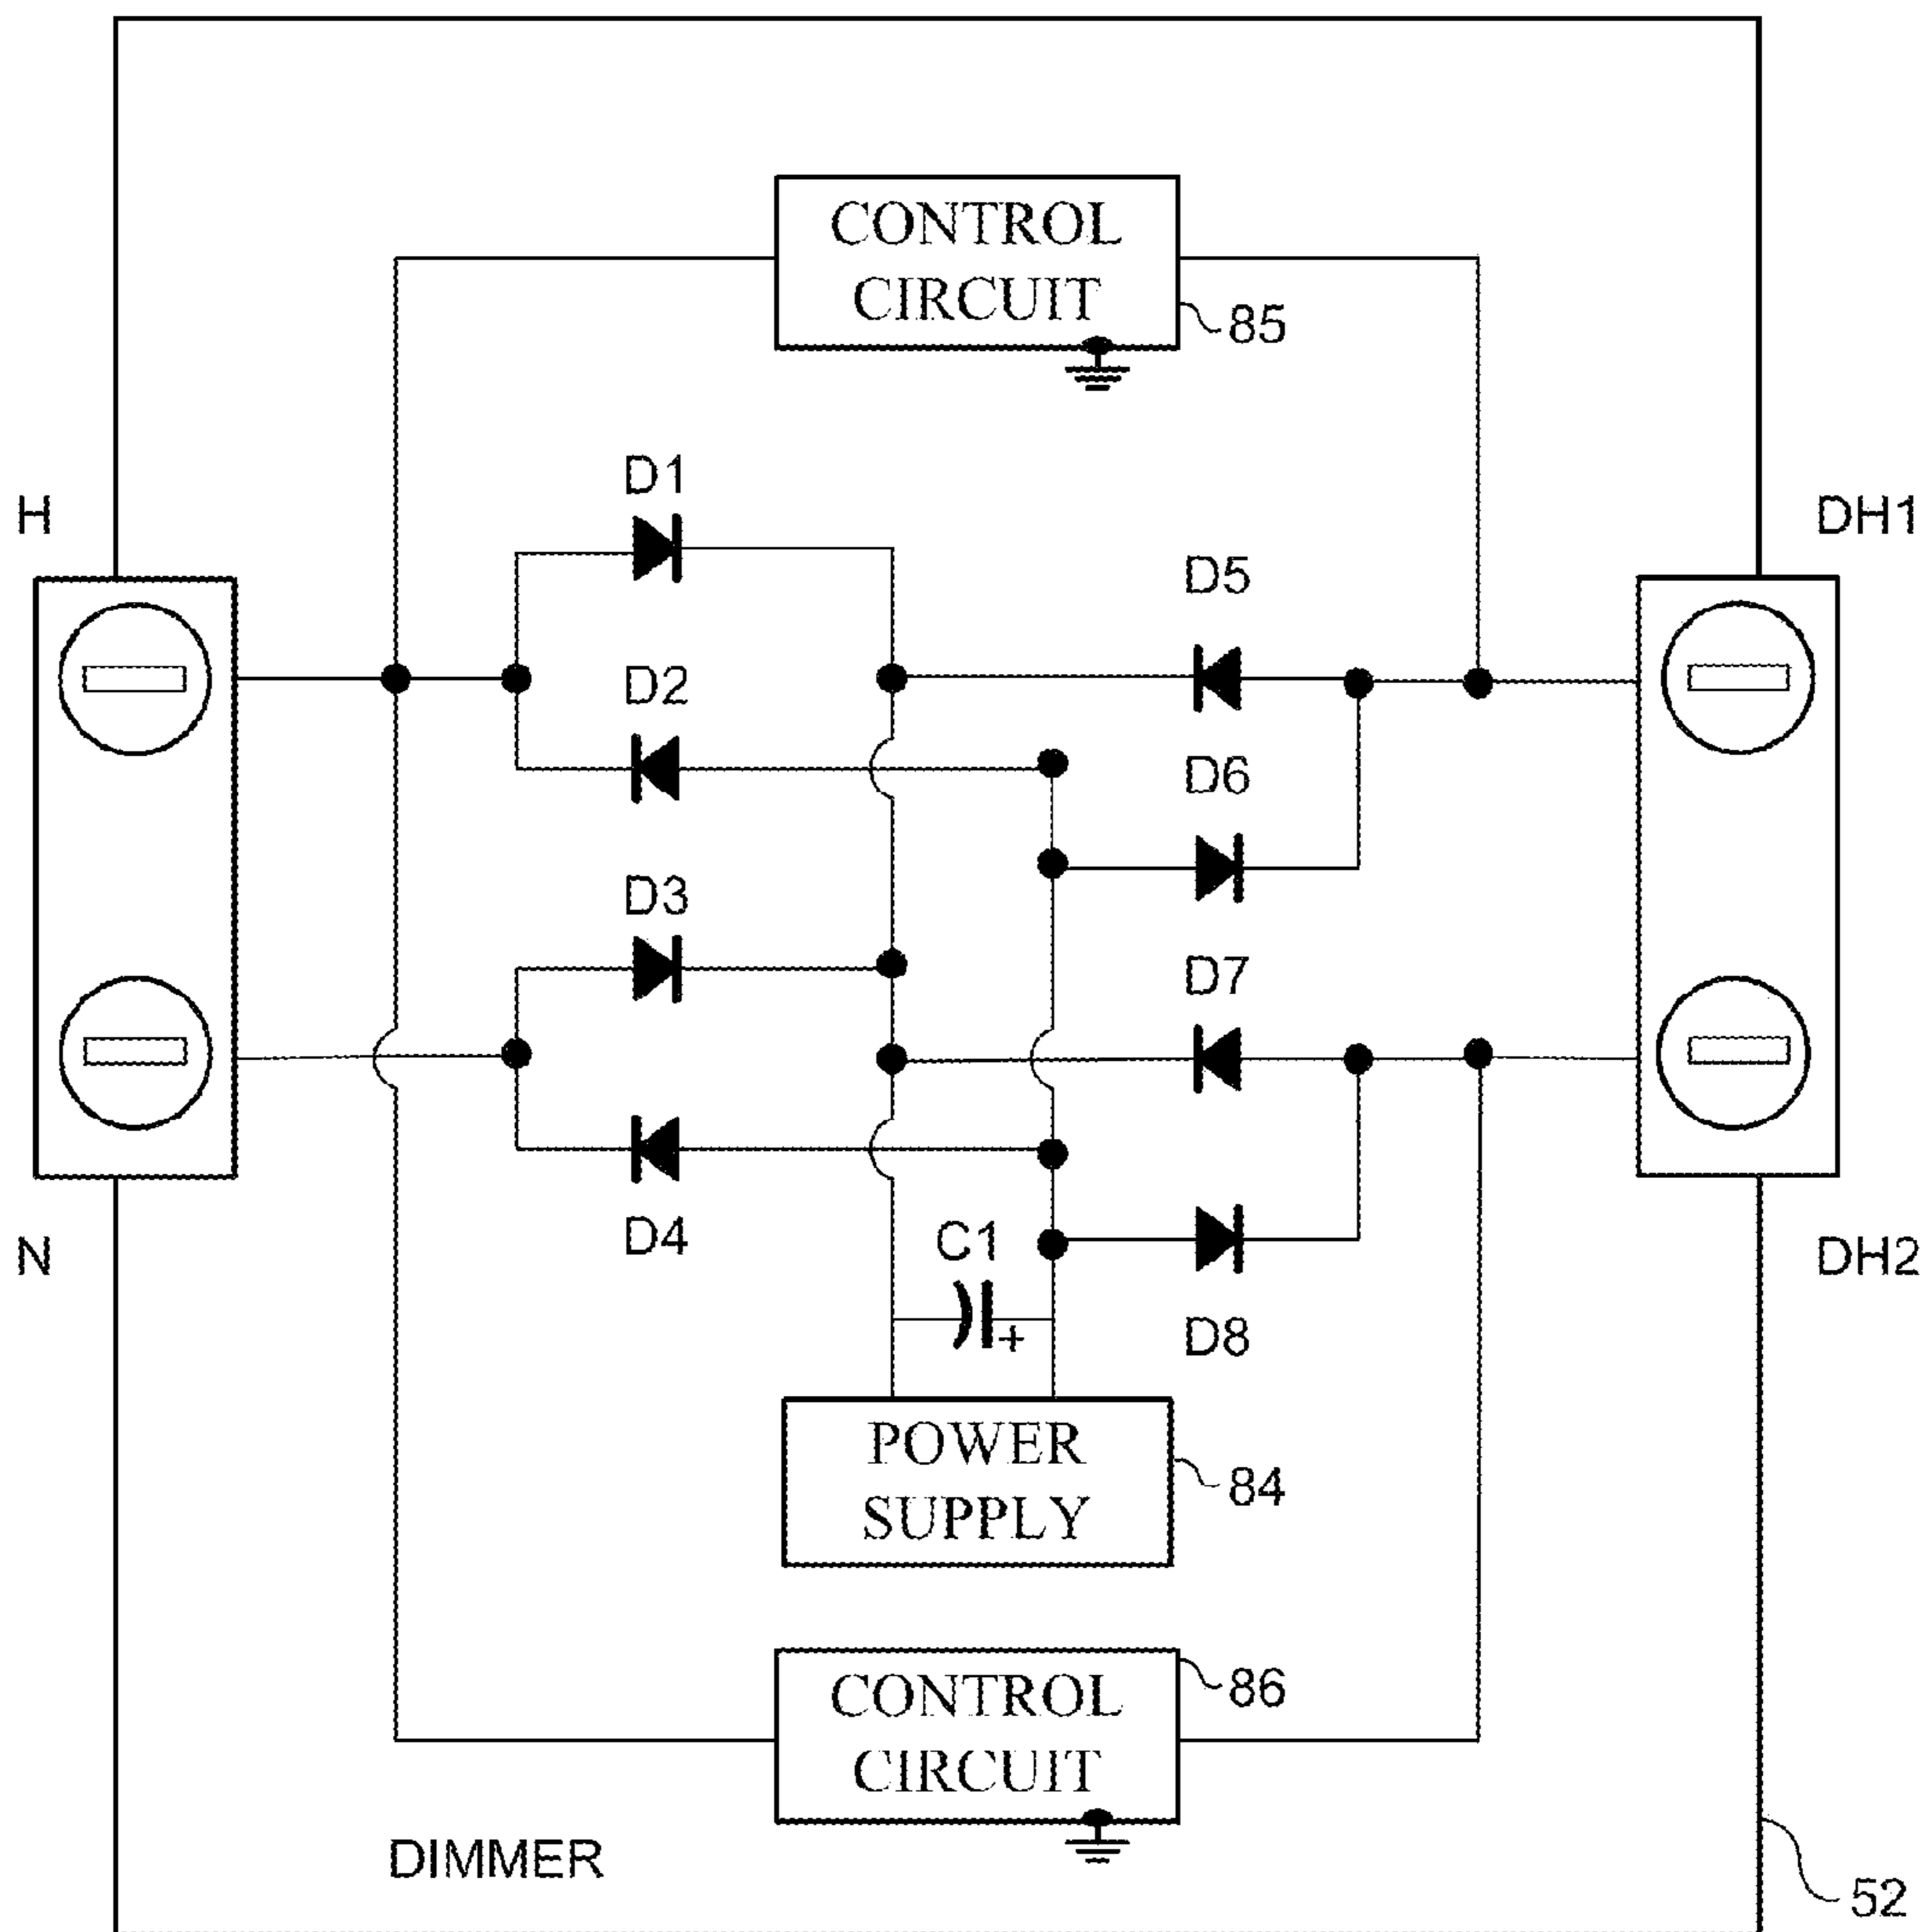 CONTROL
CIRCUIT
85
D1
H
DH1
D5
D2
D6
D3
D7
D4
C1
N
DH2
+
D8
POWER
SUPPLY
84
CONTROL
CIRCUIT
86
DIMMER
52